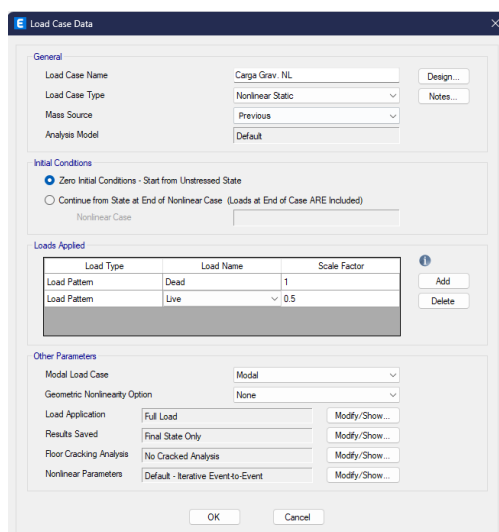 E Load Case Data
General
Load Case Name Carga Grav. NL Design...
Load Case Type Nonlinear Static Notes...
Mass Source Previous
Analysis Model Default
Initial Conditions
Zero Initial Conditions - Start from Unstressed State
Continue from State at End of Nonlinear Case (Loads at End of Case ARE Included)
Nonlinear Case
Loads Applied
Load Type Load Name Scale Factor
Load Pattern Dead 1 Add
Load Pattern Live 0.5 Delete
Other Parameters
Modal Load Case Modal
Geometric Nonlinearity Option None
Load Application Full Load Modify/Show...
Results Saved Final State Only Modify/Show...
Floor Cracking Analysis No Cracked Analysis Modify/Show...
Nonlinear Parameters Default - Iterative Event-to-Event Modify/Show...
OK Cancel